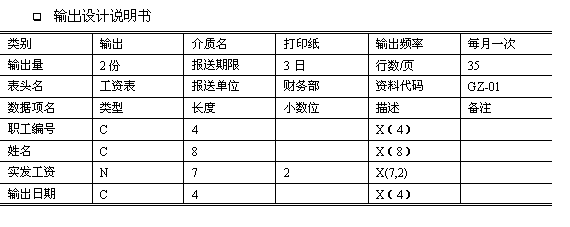 ❑ 输出设计说明书
类别 输出 介质名 打印纸 输出频率 每月一次
输出量 2份 报送期限 3日 行数/页 35
表头名 工资表 报送单位 财务部 资料代码 GZ-01
数据项名 类型 长度 小数位 描述 备注
职工编号 C 4 X（4）
姓名 C 8 X（8）
实发工资 N 7 2 X(7,2)
输出日期 C 4 X（4）